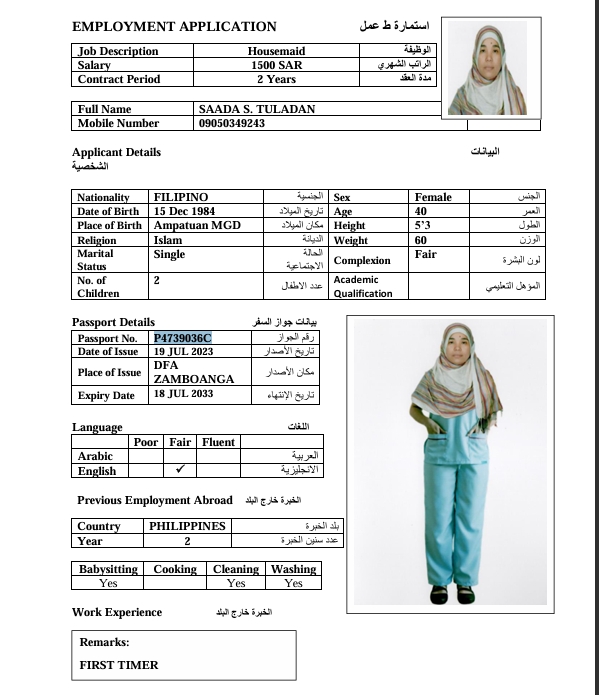 EMPLOYMENT APPLICATION استمارة ط عمل
Job Description Housemaid الوظيفة
Salary 1500 SAR الراتب الشهري
Contract Period 2 Years مدة العقد
Full Name SAADA S. TULADAN
Mobile Number 09050349243
Applicant Details البيانات
الشخصية
Nationality FILIPINO الجنسية Sex Female الجنس
Date of Birth 15 Dec 1984 تاريخ الميلاد Age 40 العمر
Place of Birth Ampatuan MGD مكان الميلاد Height 5'3 الطول
Religion Islam الديانة Weight 60 الوزن
Marital Status Single الحالة الاجتماعية Complexion Fair لون البشرة
No. of Children 2 عدد الاطفال Academic Qualification المؤهل التعليمي
Passport Details بيانات جواز السفر
Passport No. P4739036C رقم الجواز
Date of Issue 19 JUL 2023 تاريخ الأصدار
Place of Issue DFA ZAMBOANGA مكان الأصدار
Expiry Date 18 JUL 2033 تاريخ الإنتهاء
Language اللغات
Poor Fair Fluent
Arabic العربية
English ✓ الانجليزية
Previous Employment Abroad الخبرة خارج البلد
Country PHILIPPINES بلد الخبرة
Year 2 عدد سنين الخبرة
Babysitting Cooking Cleaning Washing
Yes Yes Yes
Work Experience الخبرة خارج البلد
Remarks:
FIRST TIMER